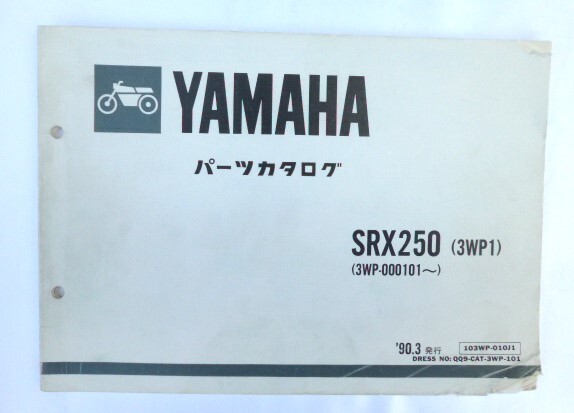 YAMAHA
パーツカタログ
SRX250 (3WP1)
(3WP-000101〜)
'90.3 発行 103WP-010J1
DRESS NO: QQ9-CAT-3WP-101